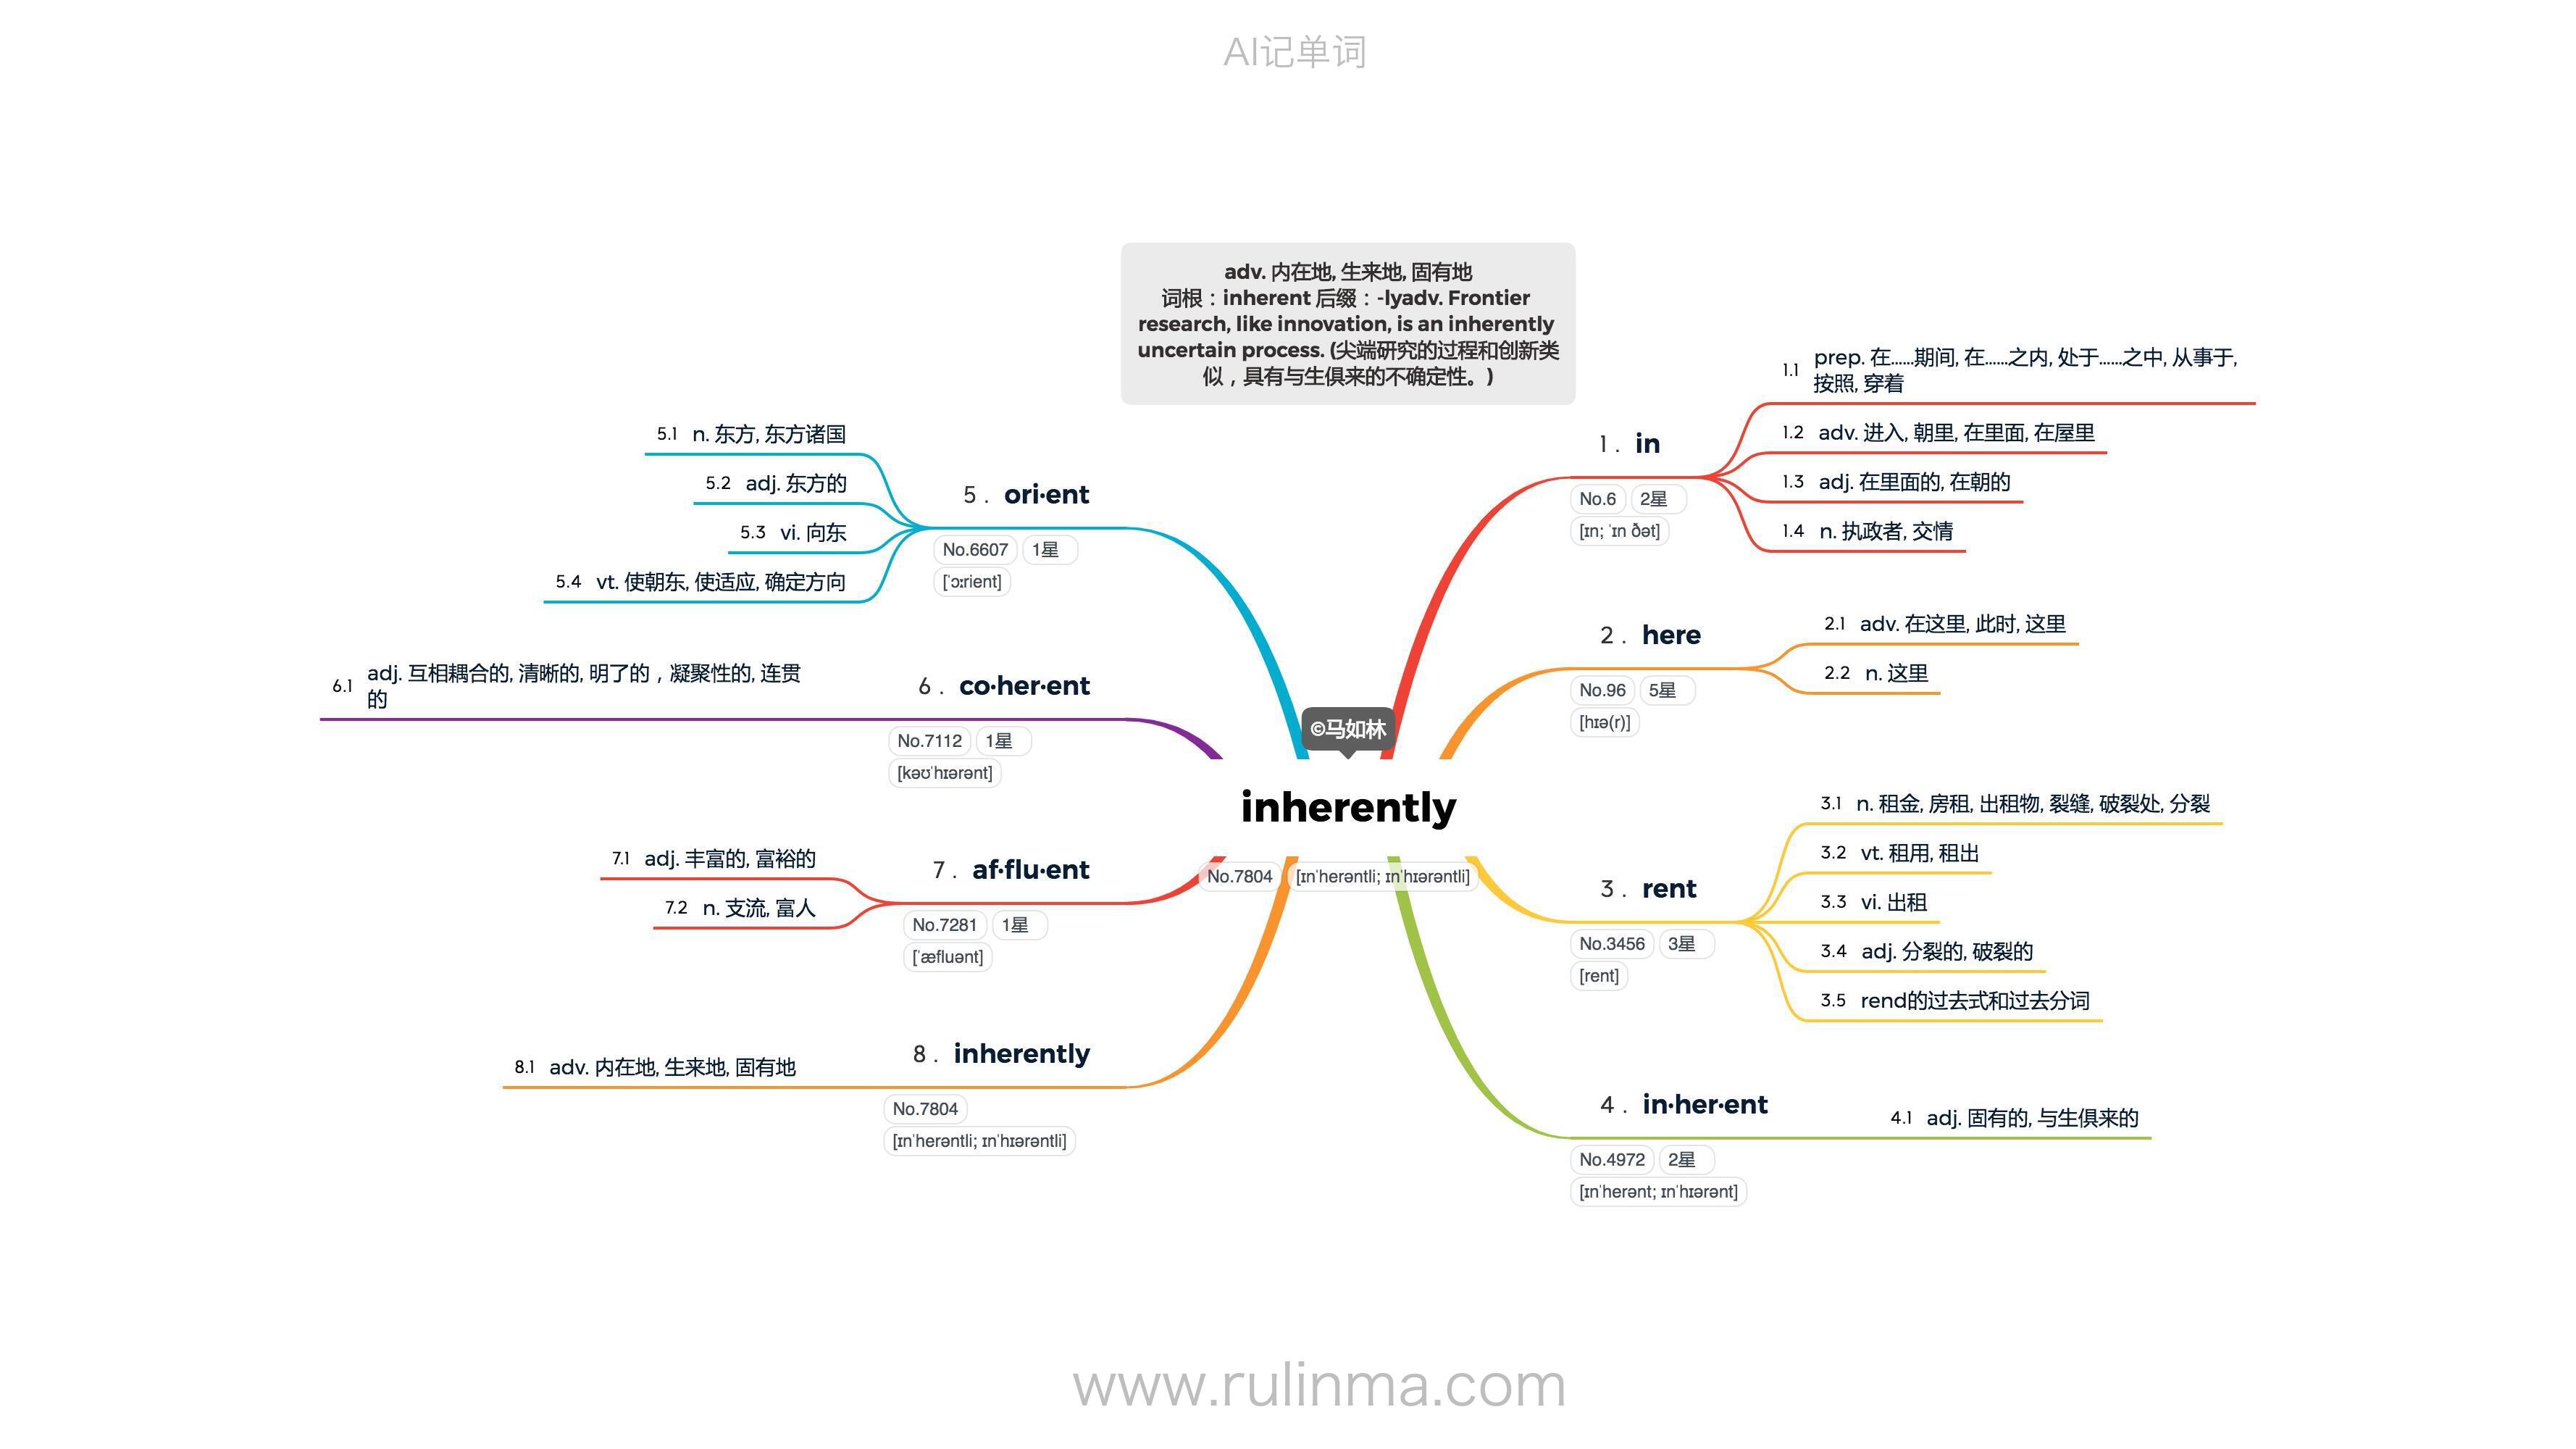 AI记单词
adv. 内在地, 生来地, 固有地
词根：inherent 后缀：-lyadv. Frontier
research, like innovation, is an inherently
uncertain process. (尖端研究的过程和创新类
似，具有与生俱来的不确定性。)
©马如林
inherently
No.7804 [ɪnˈherəntli; ɪnˈhɪərəntli]
1 . in
No.6 2星
[ɪn; ˈɪn ðət]
1.1 prep. 在……期间, 在……之内, 处于……之中, 从事于,
按照, 穿着
1.2 adv. 进入, 朝里, 在里面, 在屋里
1.3 adj. 在里面的, 在朝的
1.4 n. 执政者, 交情
2 . here
No.96 5星
[hɪə(r)]
2.1 adv. 在这里, 此时, 这里
2.2 n. 这里
3 . rent
No.3456 3星
[rent]
3.1 n. 租金, 房租, 出租物, 裂缝, 破裂处, 分裂
3.2 vt. 租用, 租出
3.3 vi. 出租
3.4 adj. 分裂的, 破裂的
3.5 rend的过去式和过去分词
4 . in·her·ent
No.4972 2星
[ɪnˈherənt; ɪnˈhɪərənt]
4.1 adj. 固有的, 与生俱来的
5 . ori·ent
No.6607 1星
[ˈɔːrient]
5.1 n. 东方, 东方诸国
5.2 adj. 东方的
5.3 vi. 向东
5.4 vt. 使朝东, 使适应, 确定方向
6 . co·her·ent
No.7112 1星
[kəʊˈhɪərənt]
6.1 adj. 互相耦合的, 清晰的, 明了的，凝聚性的, 连贯
的
7 . af·flu·ent
No.7281 1星
[ˈæfluənt]
7.1 adj. 丰富的, 富裕的
7.2 n. 支流, 富人
8 . inherently
No.7804
[ɪnˈherəntli; ɪnˈhɪərəntli]
8.1 adv. 内在地, 生来地, 固有地
www.rulinma.com